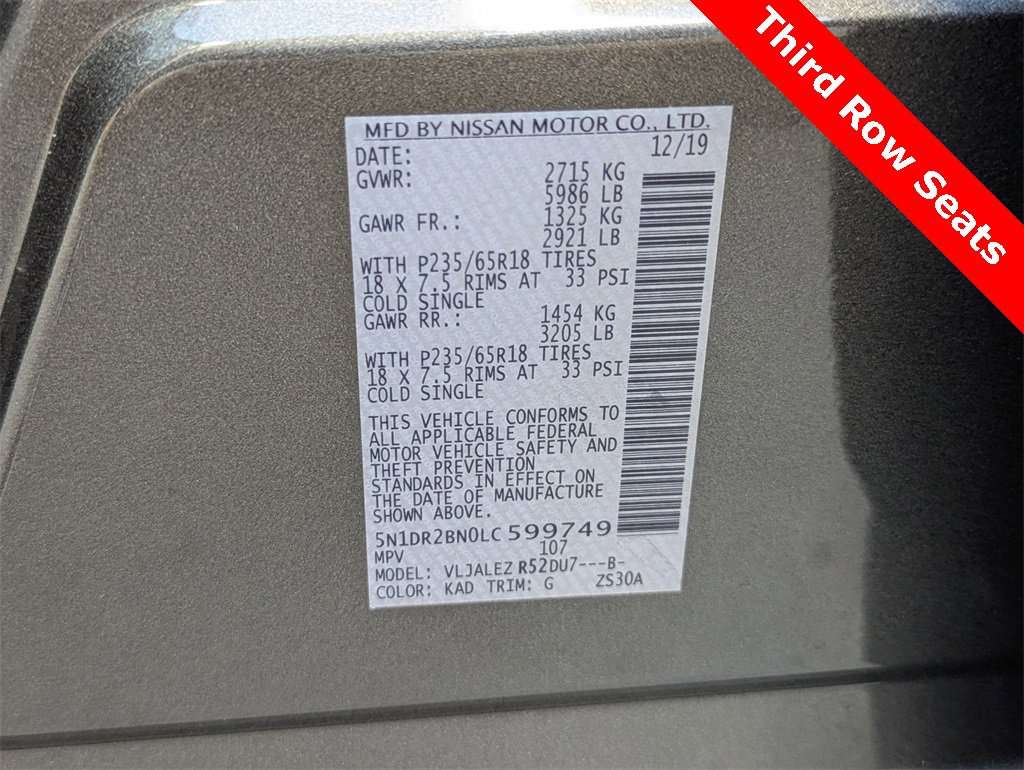 Third Row Seats
MFD BY NISSAN MOTOR CO., LTD.
DATE: 12/19
GVWR: 2715 KG
5986 LB
GAWR FR.: 1325 KG
2921 LB
WITH P235/65R18 TIRES
18 X 7.5 RIMS AT 33 PSI
COLD SINGLE
GAWR RR.: 1454 KG
3205 LB
WITH P235/65R18 TIRES
18 X 7.5 RIMS AT 33 PSI
COLD SINGLE
THIS VEHICLE CONFORMS TO
ALL APPLICABLE FEDERAL
MOTOR VEHICLE SAFETY AND
THEFT PREVENTION
STANDARDS IN EFFECT ON
THE DATE OF MANUFACTURE
SHOWN ABOVE.
5N1DR2BN0LC599749
MPV 107
MODEL: VLJALEZ R52DU7---B-
COLOR: KAD TRIM: G ZS30A